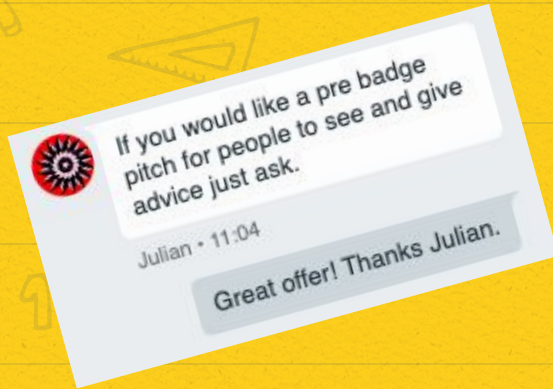 If you would like a pre badge
pitch for people to see and give
advice just ask.
Julian • 11:04
Great offer! Thanks Julian.
1